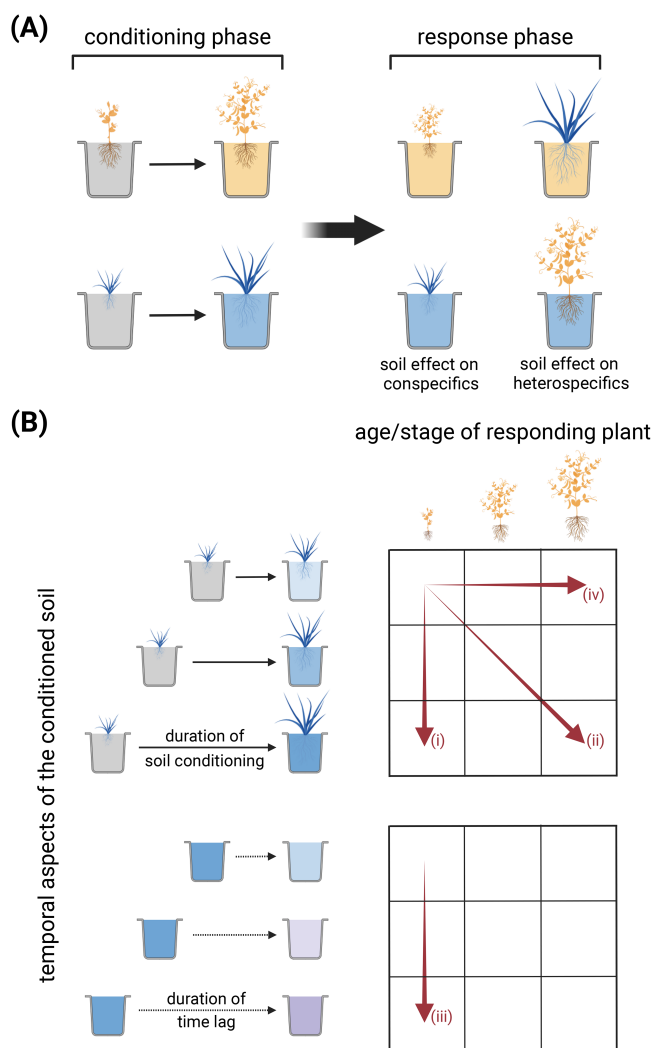 (A)
conditioning phase
response phase
soil effect on
conspecifics
soil effect on
heterospecifics
(B)
age/stage of responding plant
temporal aspects of the conditioned soil
(iv)
duration of
soil conditioning
(i)
(ii)
duration of
time lag
(iii)